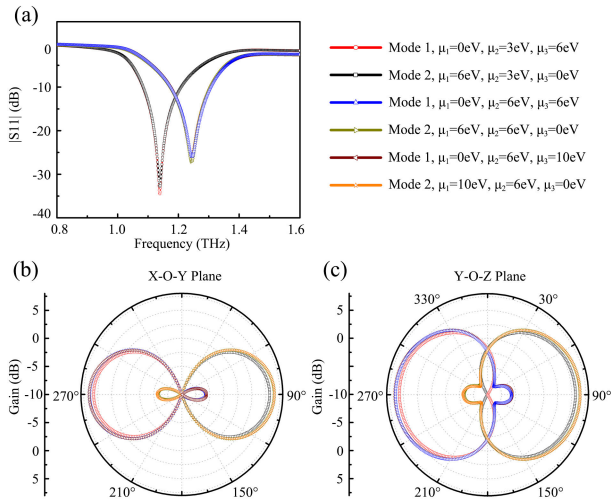 (a)
0
-10
-20
-30
-40
|S11| (dB)
0.8
1.0
1.2
1.4
1.6
Frequency (THz)
Mode 1, μ₁=0eV, μ₂=3eV, μ₃=6eV
Mode 2, μ₁=6eV, μ₂=3eV, μ₃=0eV
Mode 1, μ₁=0eV, μ₂=6eV, μ₃=6eV
Mode 2, μ₁=6eV, μ₂=6eV, μ₃=0eV
Mode 1, μ₁=0eV, μ₂=6eV, μ₃=10eV
Mode 2, μ₁=10eV, μ₂=6eV, μ₃=0eV
(b)
X-O-Y Plane
5
0
-5
-10
-5
0
5
Gain (dB)
270°
90°
210°
150°
(c)
Y-O-Z Plane
330°
30°
5
0
-5
-10
-5
0
5
Gain (dB)
270°
90°
210°
150°